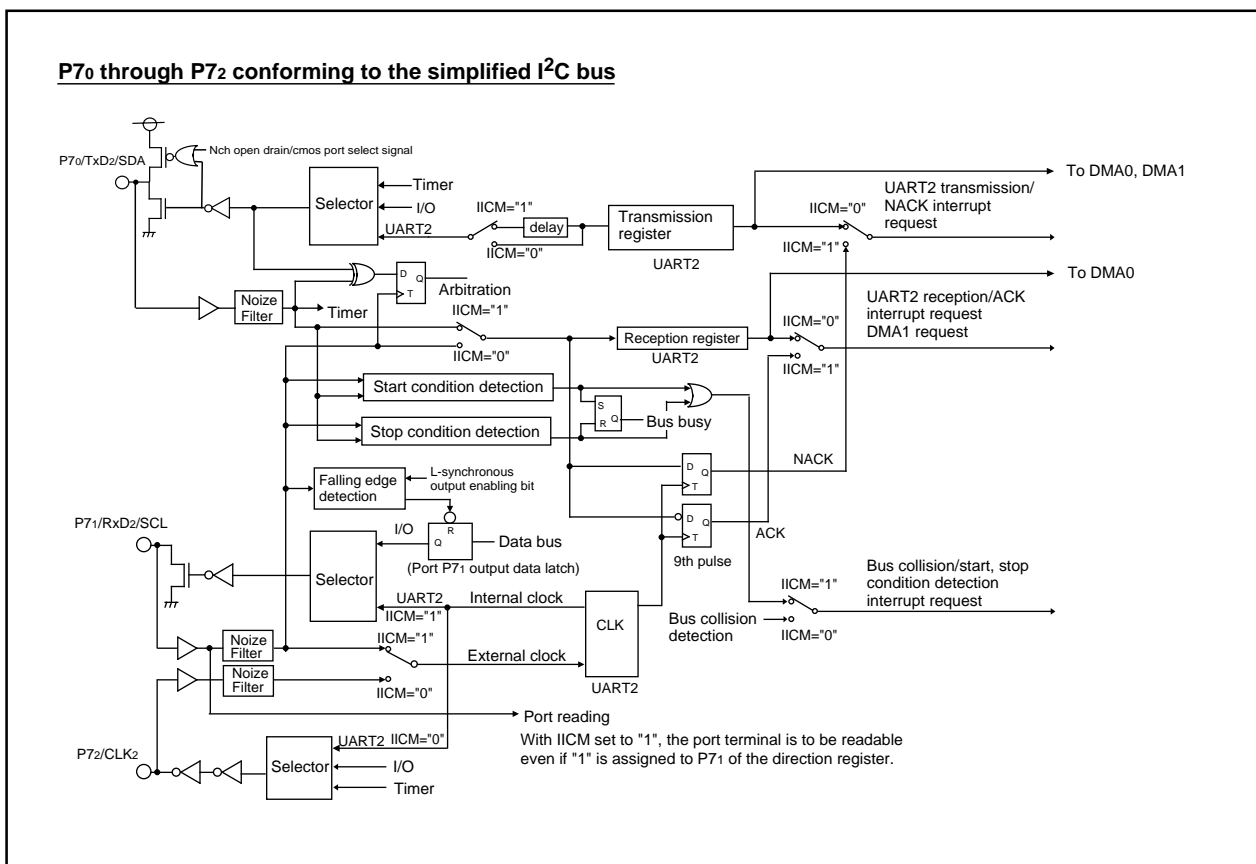 P70 through P72 conforming to the simplified I2C bus
Nch open drain/cmos port select signal
P70/TxD2/SDA
Selector
Timer
I/O
UART2
IICM="1"
delay
IICM="0"
Transmission
register
UART2
To DMA0, DMA1
UART2 transmission/
NACK interrupt
request
IICM="0"
IICM="1"
To DMA0
Noize
Filter
Timer
D
Q
T
Arbitration
IICM="1"
IICM="0"
Reception register
UART2
UART2 reception/ACK
interrupt request
DMA1 request
IICM="0"
IICM="1"
Start condition detection
Stop condition detection
S
R
Q
Bus busy
NACK
D
Q
T
D
Q
T
ACK
9th pulse
Falling edge
detection
L-synchronous
output enabling bit
R
Q
Data bus
(Port P71 output data latch)
P71/RxD2/SCL
I/O
Selector
UART2
IICM="1"
Internal clock
CLK
UART2
External clock
Bus collision/start, stop
condition detection
interrupt request
IICM="1"
Bus collision
detection
IICM="0"
Noize
Filter
Noize
Filter
IICM="1"
IICM="0"
Port reading
With IICM set to "1", the port terminal is to be readable
even if "1" is assigned to P71 of the direction register.
P72/CLK2
Selector
UART2
IICM="0"
I/O
Timer